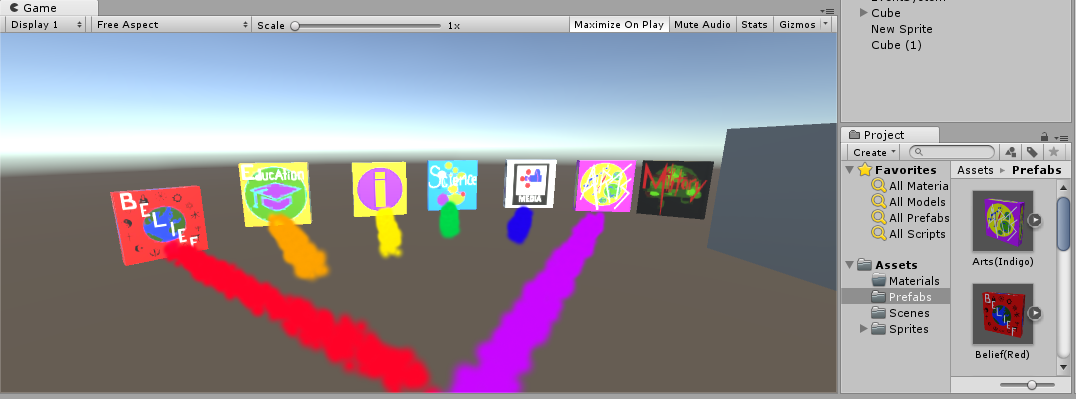 Game
Display 1
Free Aspect
Scale
1x
Maximize On Play
Mute Audio
Stats
Gizmos
BELIEF
EducAtion
i
Science
MEDIA
Cube
New Sprite
Cube (1)
Project
Create
Favorites
All Materia
All Models
All Prefabs
All Scripts
Assets
Materials
Prefabs
Scenes
Sprites
Assets ▸ Prefabs
Arts(Indigo)
BELIEF
Belief(Red)